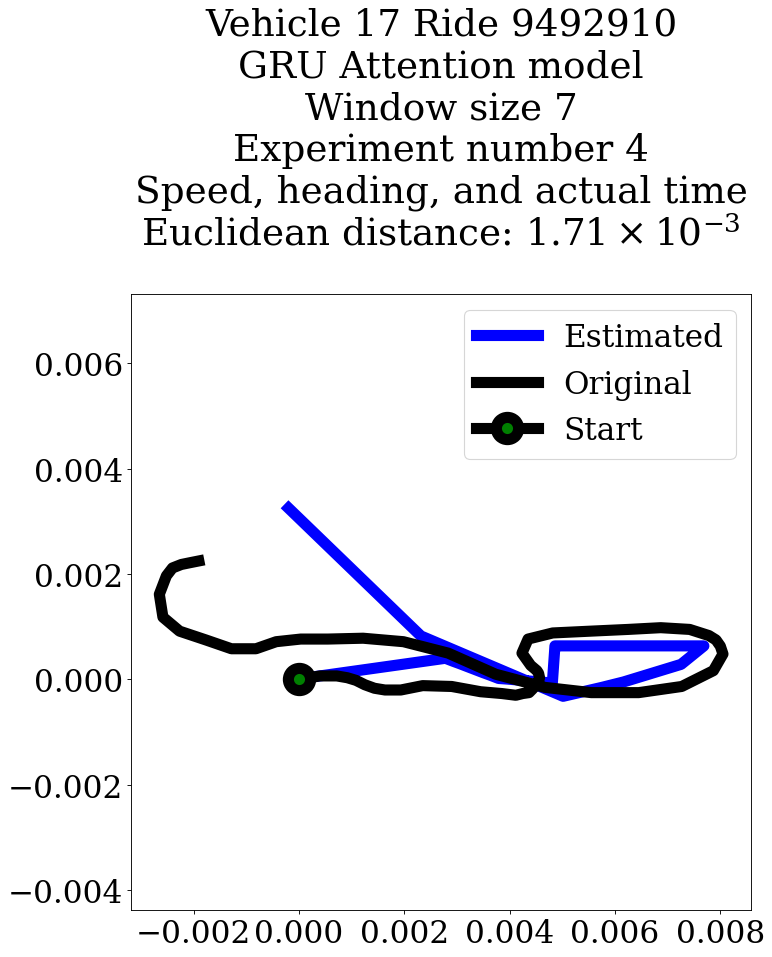 Vehicle 17 Ride 9492910
GRU Attention model
Window size 7
Experiment number 4
Speed, heading, and actual time
Euclidean distance: 1.71 × 10⁻³
Estimated
Original
Start
0.006
0.004
0.002
0.000
−0.002
−0.004
−0.002 0.000 0.002 0.004 0.006 0.008